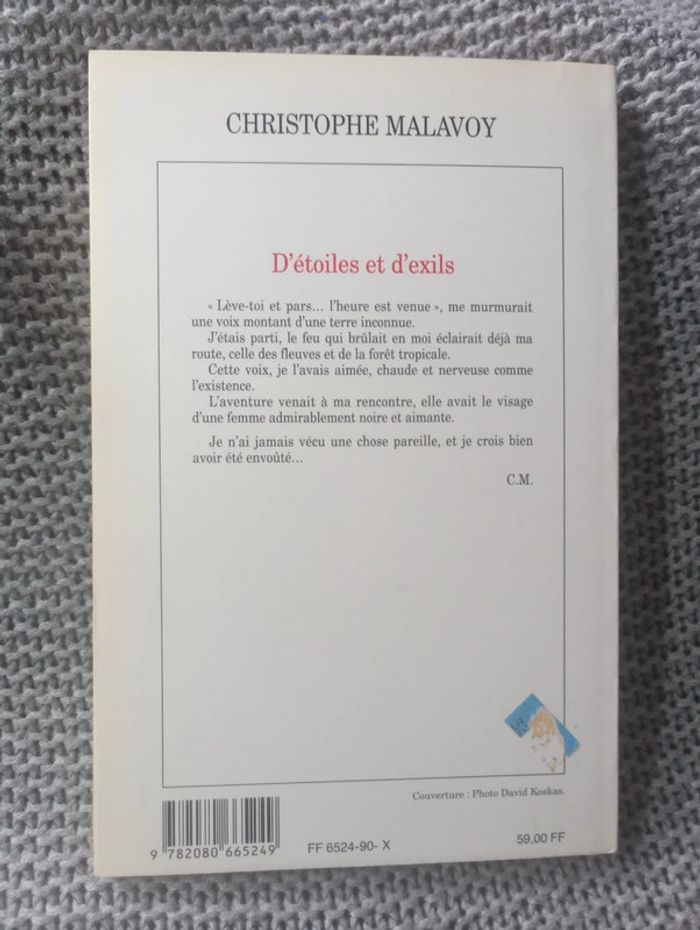 CHRISTOPHE MALAVOY
D'étoiles et d'exils
« Lève-toi et pars... l'heure est venue », me murmurait
une voix montant d'une terre inconnue.
J'étais parti, le feu qui brûlait en moi éclairait déjà ma
route, celle des fleuves et de la forêt tropicale.
Cette voix, je l'avais aimée, chaude et nerveuse comme
l'existence.
L'aventure venait à ma rencontre, elle avait le visage
d'une femme admirablement noire et aimante.
Je n'ai jamais vécu une chose pareille, et je crois bien
avoir été envoûté...
C.M.
Couverture : Photo David Koskas.
9 782080 665249
FF 6524-90- X
59,00 FF